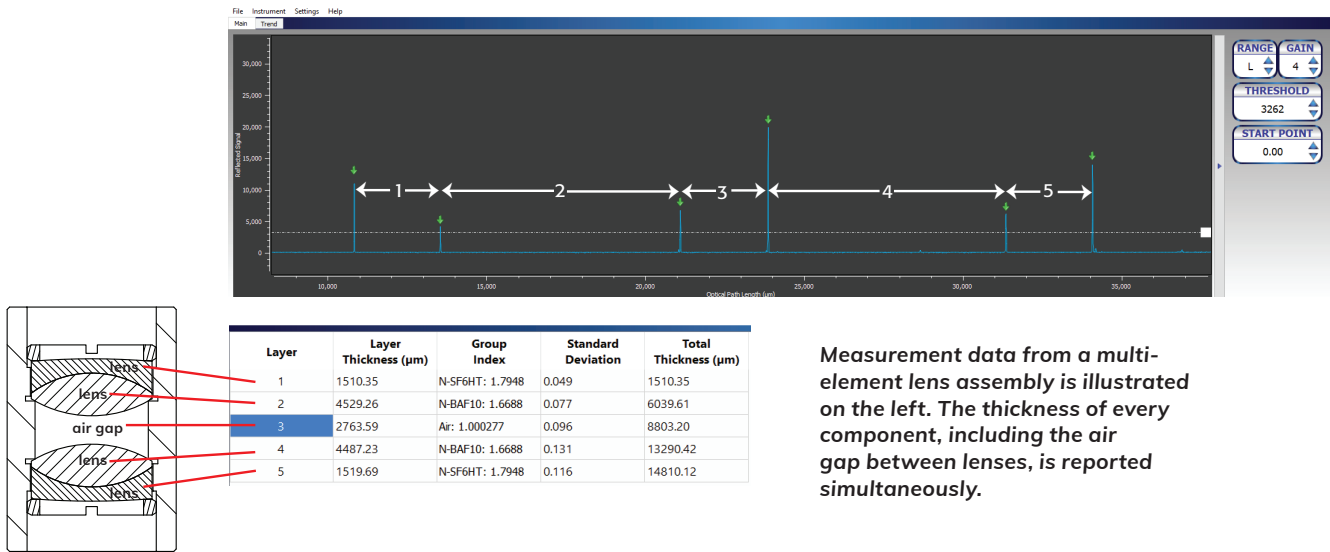 File Instrument Settings Help
Main Trend
30,000
25,000
20,000
15,000
10,000
5,000
0
Reflected Signal
1 2 3 4 5
10,000 15,000 20,000 25,000 30,000 35,000
Optical Path Length (µm)
RANGE GAIN
L 4
THRESHOLD
3262
START POINT
0.00
lens
lens
air gap
lens
lens
Layer Layer Thickness (µm) Group Index Standard Deviation Total Thickness (µm)
1 1510.35 N-SF6HT: 1.7948 0.049 1510.35
2 4529.26 N-BAF10: 1.6688 0.077 6039.61
3 2763.59 Air: 1.000277 0.096 8803.20
4 4487.23 N-BAF10: 1.6688 0.131 13290.42
5 1519.69 N-SF6HT: 1.7948 0.116 14810.12
Measurement data from a multi-
element lens assembly is illustrated
on the left. The thickness of every
component, including the air
gap between lenses, is reported
simultaneously.